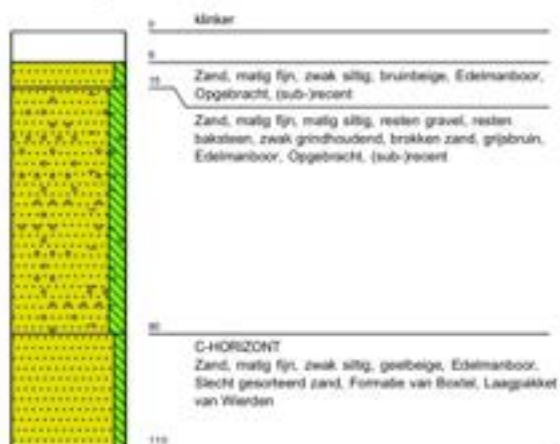 klinker
Zand, matig fijn, zwak siltig, bruinbeige, Edelmanboor,
Opgebracht, (sub-)recent
15
Zand, matig fijn, matig siltig, resten gravel, resten
baksteen, zwak grindhoudend, brokken zand, grijsbruin,
Edelmanboor, Opgebracht, (sub-)recent
C-HORIZONT
Zand, matig fijn, zwak siltig, geelbeige, Edelmanboor,
Slecht gesorteerd zand, Formatie van Boxtel, Laagpakket
van Wierden
110